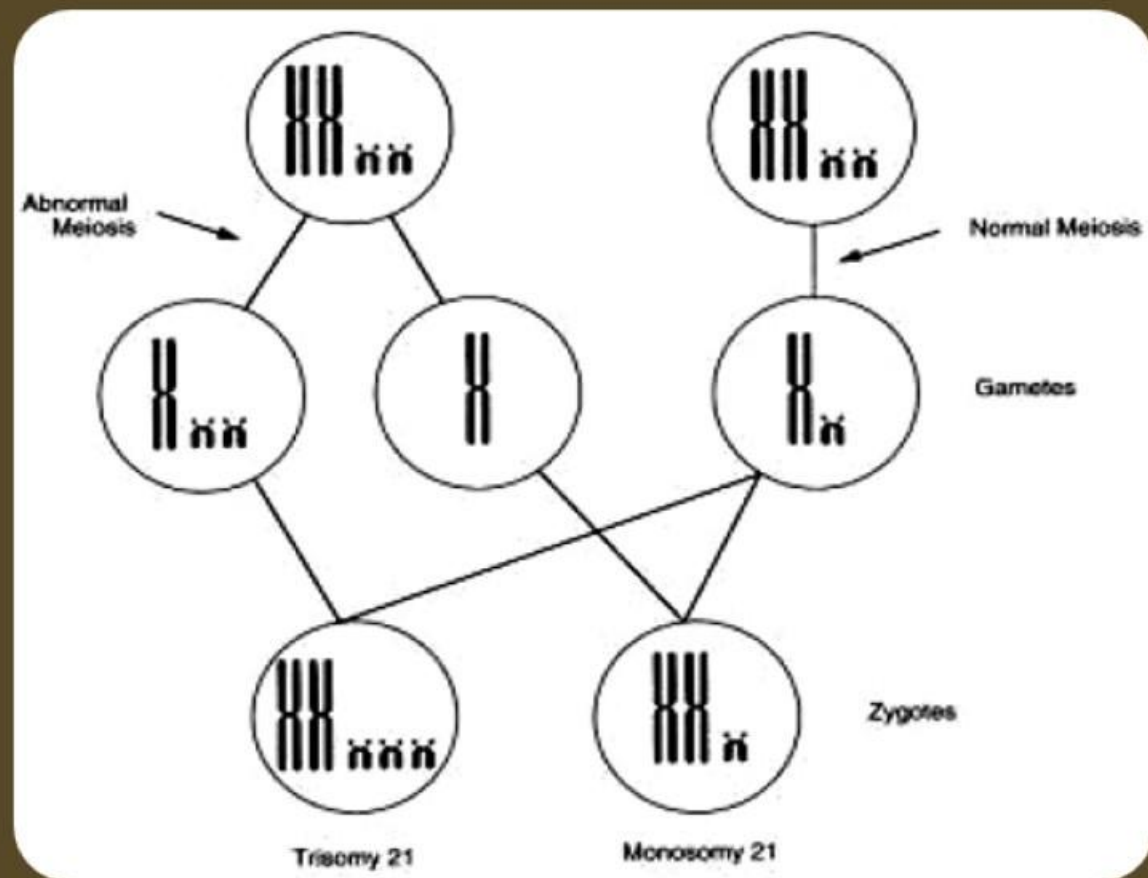 Abnormal
Meiosis
Normal Meiosis
Gametes
Zygotes
Trisomy 21
Monosomy 21